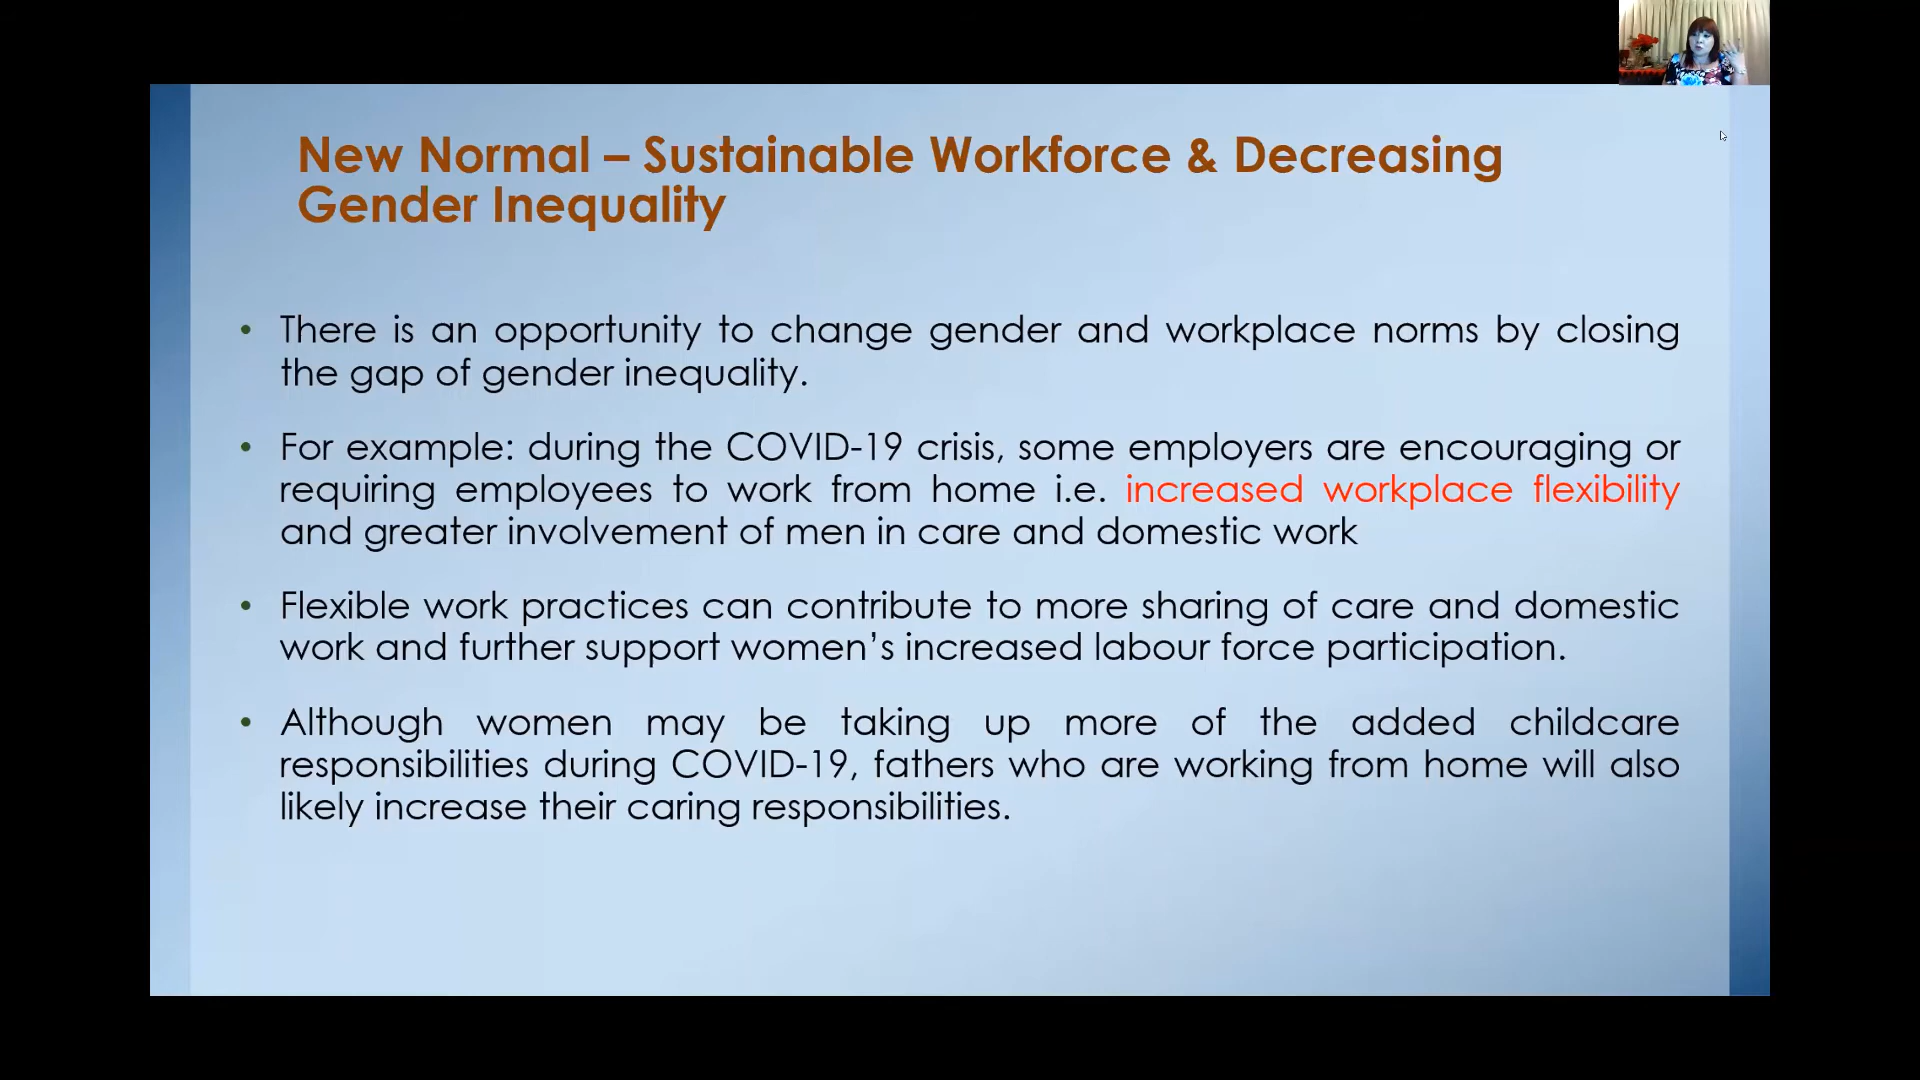 New Normal – Sustainable Workforce & Decreasing
Gender Inequality
• There is an opportunity to change gender and workplace norms by closing
the gap of gender inequality.
• For example: during the COVID-19 crisis, some employers are encouraging or
requiring employees to work from home i.e. increased workplace flexibility
and greater involvement of men in care and domestic work
• Flexible work practices can contribute to more sharing of care and domestic
work and further support women’s increased labour force participation.
• Although women may be taking up more of the added childcare
responsibilities during COVID-19, fathers who are working from home will also
likely increase their caring responsibilities.